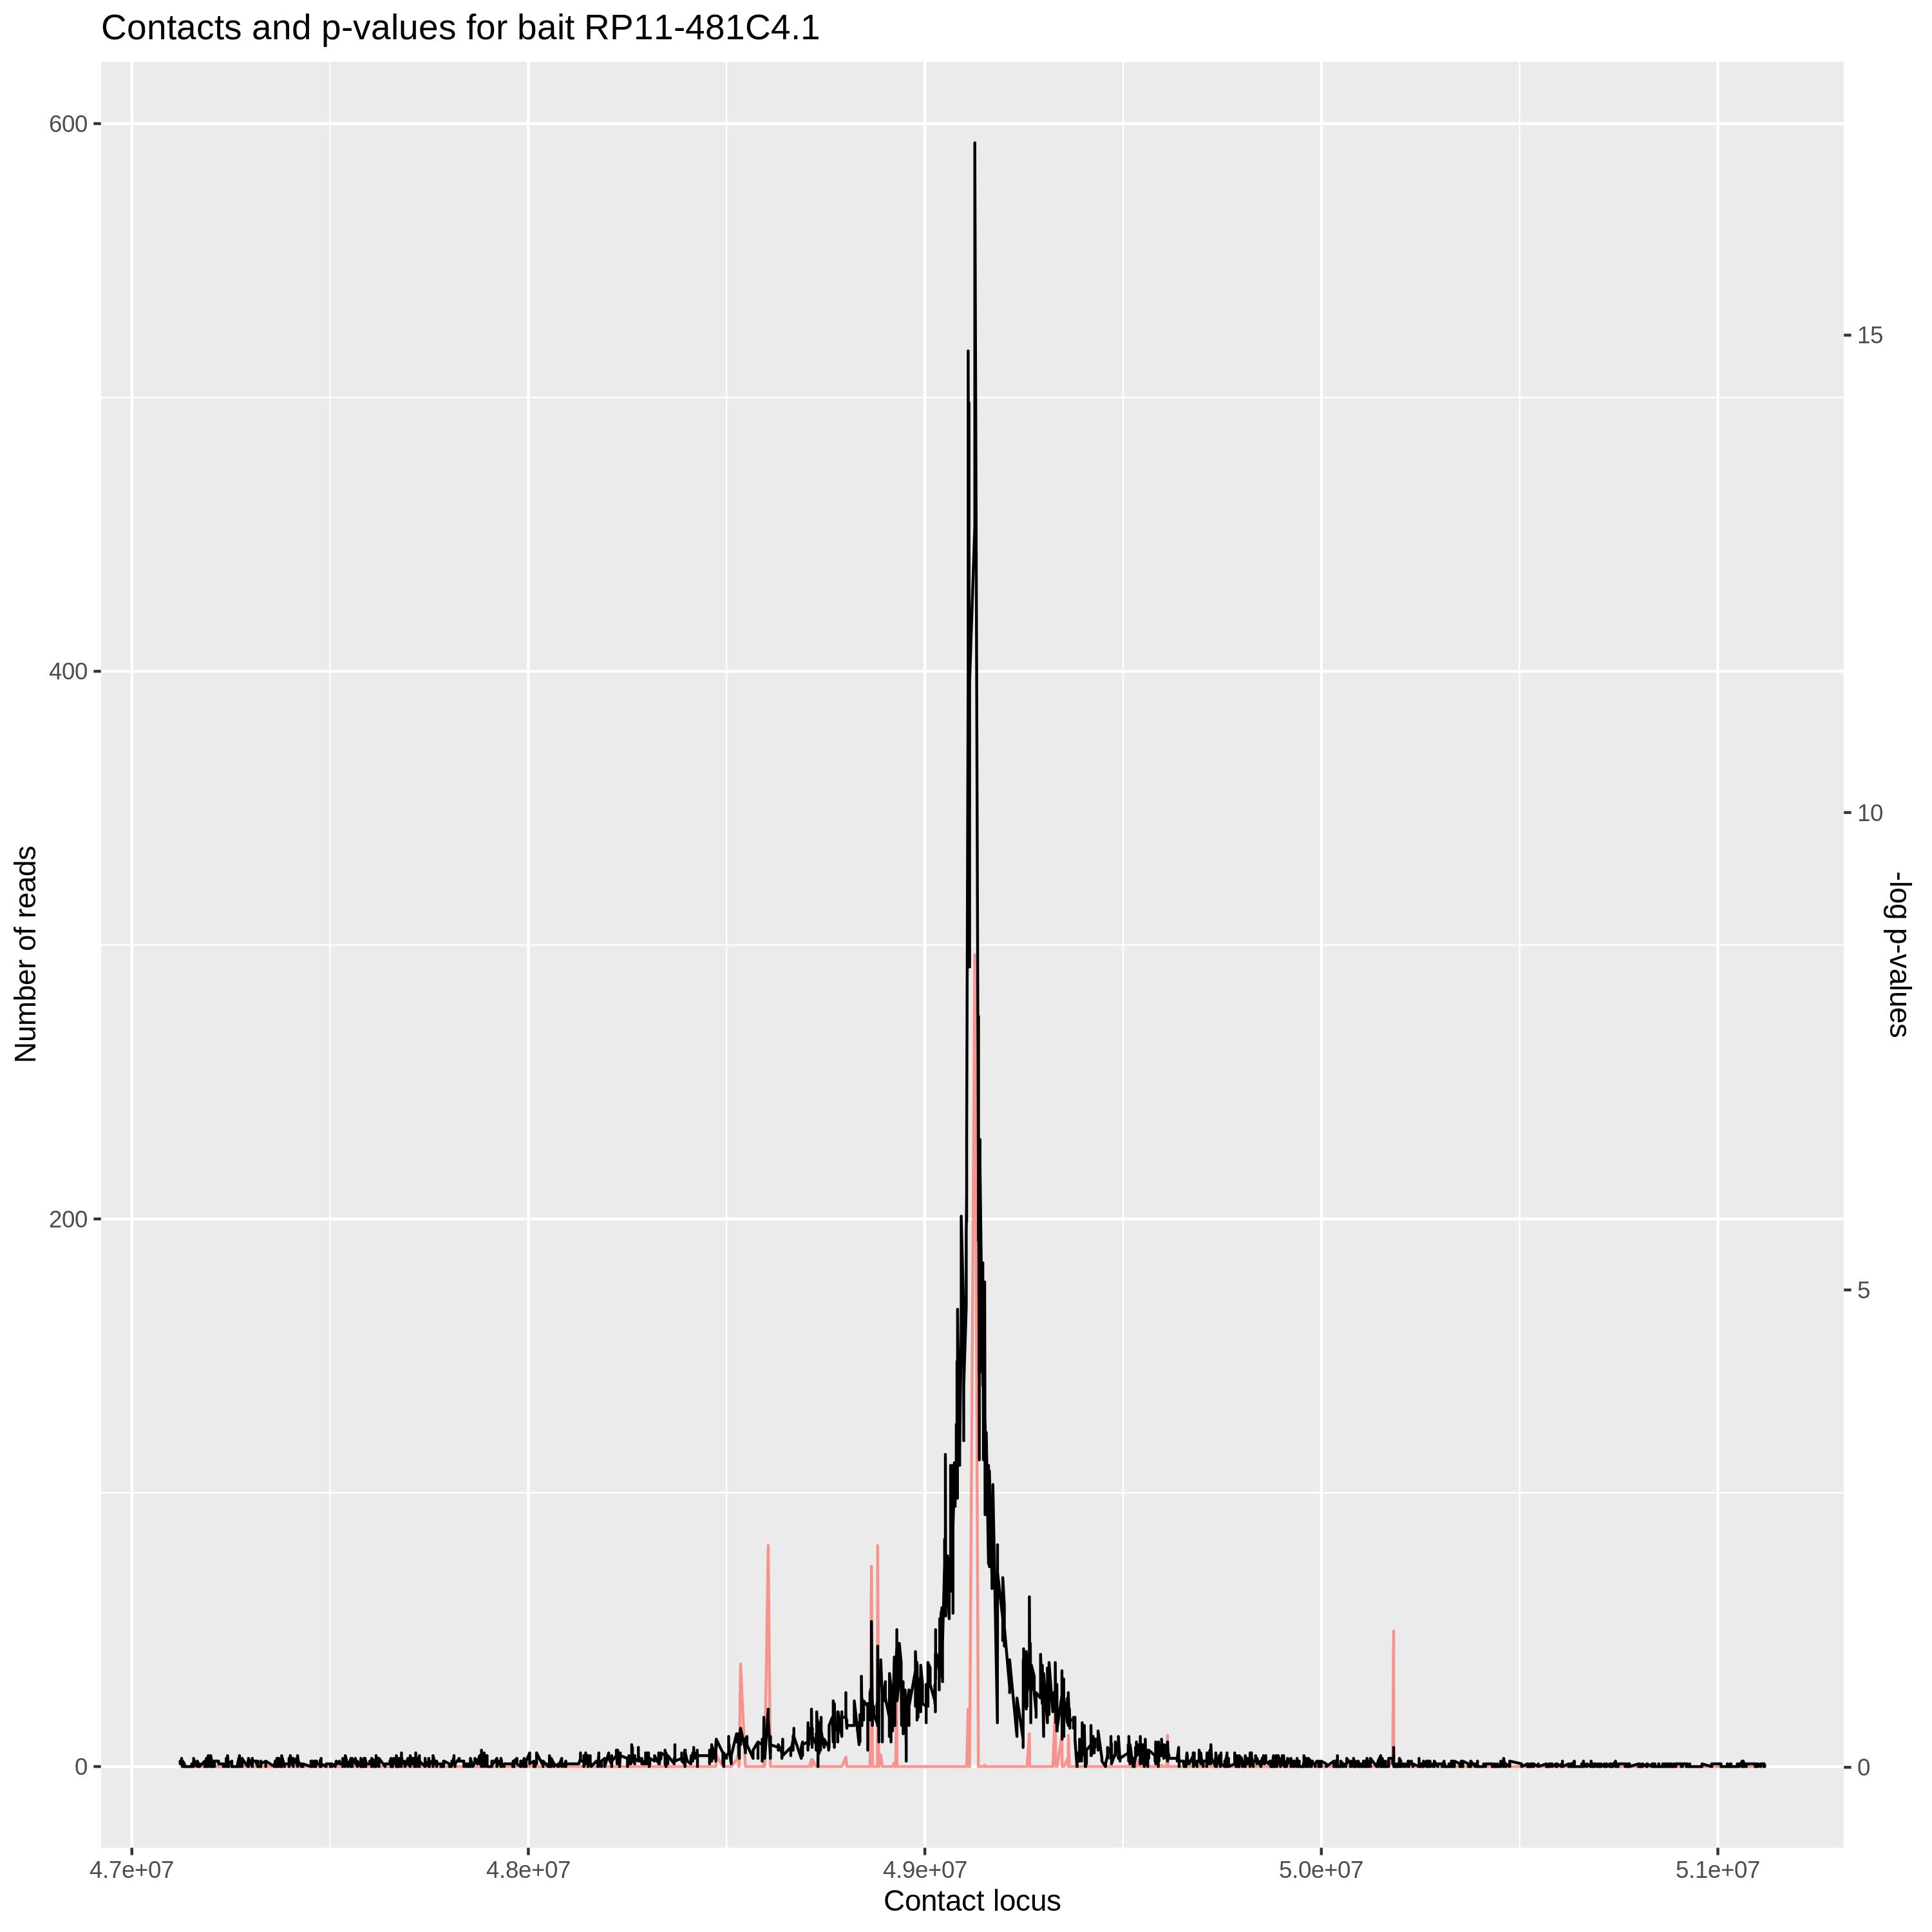 Contacts and p-values for bait RP11-481C4.1
600
400
200
0
Number of reads
15
10
5
0
-log p-values
4.7e+07
4.8e+07
4.9e+07
5.0e+07
5.1e+07
Contact locus